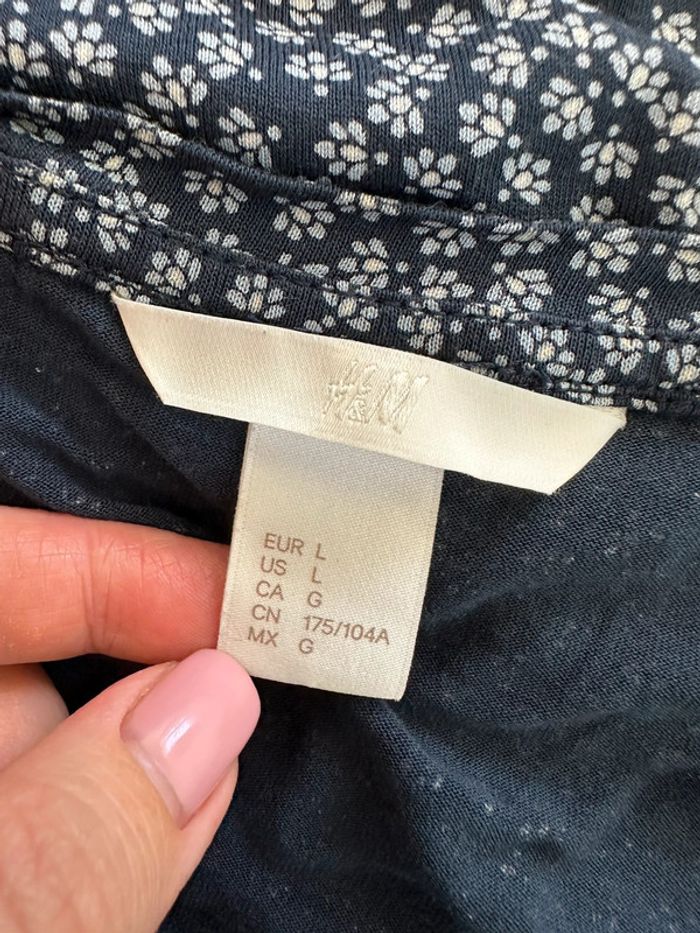 H&M
EUR L
US L
CA G
CN 175/104A
MX G